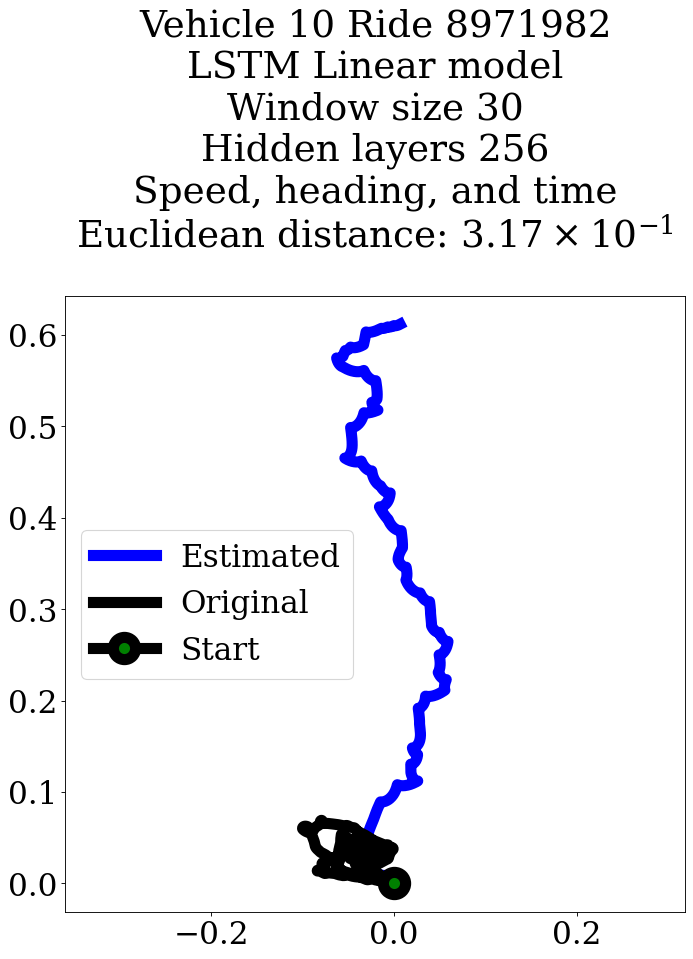 Vehicle 10 Ride 8971982
LSTM Linear model
Window size 30
Hidden layers 256
Speed, heading, and time
Euclidean distance: 3.17 × 10⁻¹
0.6
0.5
0.4
0.3
0.2
0.1
0.0
Estimated
Original
Start
−0.2 0.0 0.2